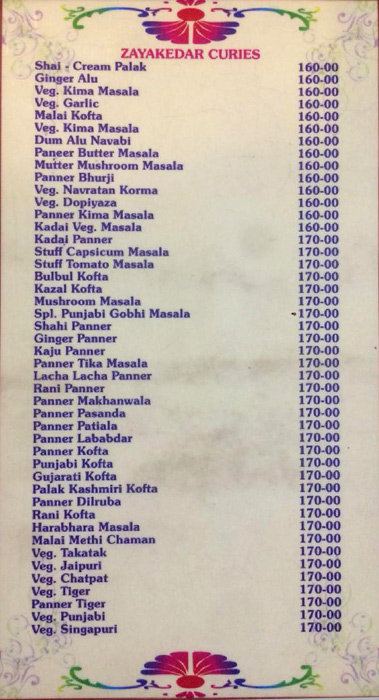 ZAYAKEDAR CURIES
Shai - Cream Palak 160-00
Ginger Alu 160-00
Veg. Kima Masala 160-00
Veg. Garlic 160-00
Malai Kofta 160-00
Veg. Kima Masala 160-00
Dum Alu Navabi 160-00
Paneer Butter Masala 160-00
Mutter Mushroom Masala 160-00
Panner Bhurji 160-00
Veg. Navratan Korma 160-00
Veg. Dopiyaza 160-00
Panner Kima Masala 160-00
Kadai Veg. Masala 160-00
Kadai Panner 170-00
Stuff Capsicum Masala 170-00
Stuff Tomato Masala 170-00
Bulbul Kofta 170-00
Kazal Kofta 170-00
Mushroom Masala 170-00
Spl. Punjabi Gobhi Masala 170-00
Shahi Panner 170-00
Ginger Panner 170-00
Kaju Panner 170-00
Panner Tika Masala 170-00
Lacha Lacha Panner 170-00
Rani Panner 170-00
Panner Makhanwala 170-00
Panner Pasanda 170-00
Panner Patiala 170-00
Panner Lababdar 170-00
Panner Kofta 170-00
Punjabi Kofta 170-00
Gujarati Kofta 170-00
Palak Kashmiri Kofta 170-00
Panner Dilruba 170-00
Rani Kofta 170-00
Harabhara Masala 170-00
Malai Methi Chaman 170-00
Veg. Takatak 170-00
Veg. Jaipuri 170-00
Veg. Chatpat 170-00
Veg. Tiger 170-00
Panner Tiger 170-00
Veg. Punjabi 170-00
Veg. Singapuri 170-00